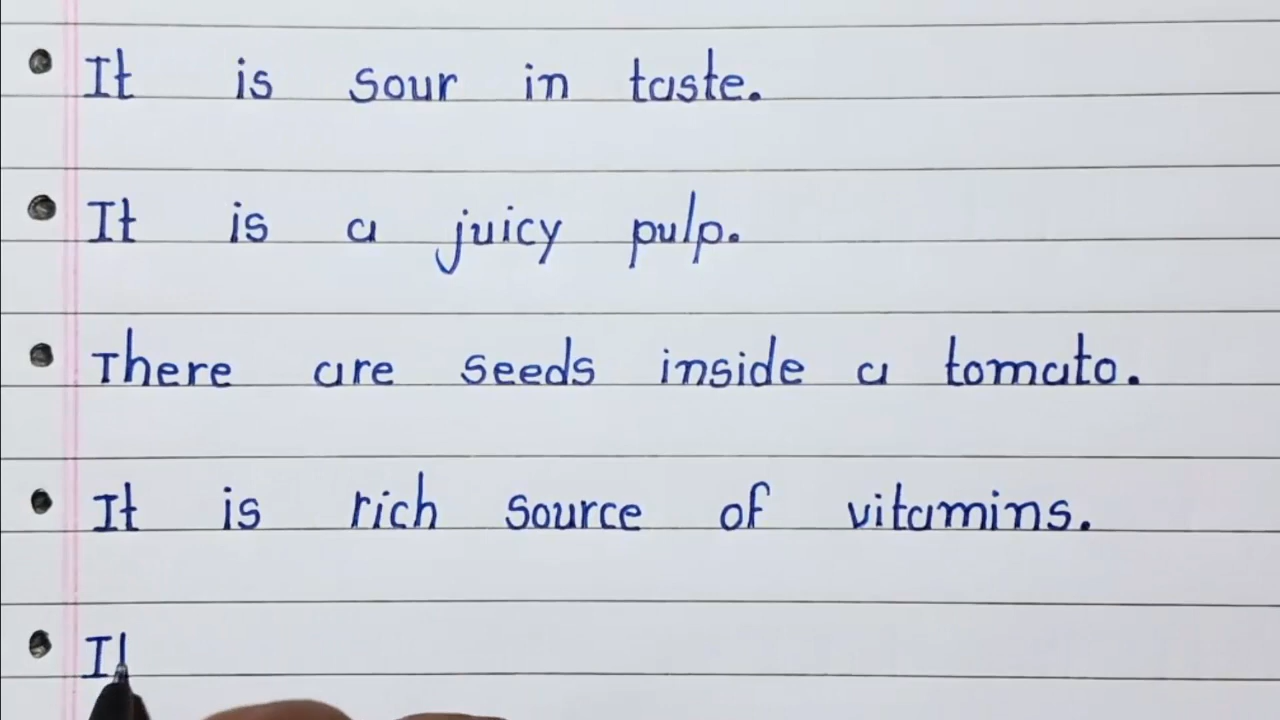 • It is sour in taste.
• It is a juicy pulp.
• There are seeds inside a tomato.
• It is rich source of vitamins.
• I